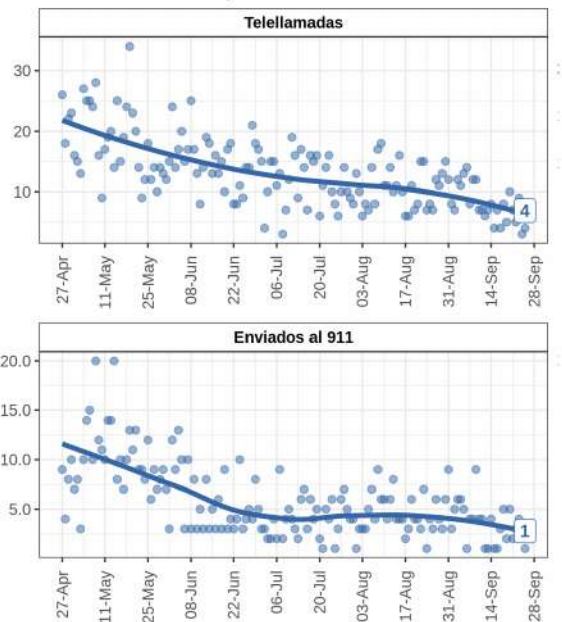 Telellamadas
30
20
10
4
27-Apr
11-May
25-May
08-Jun
22-Jun
06-Jul
20-Jul
03-Aug
17-Aug
31-Aug
14-Sep
28-Sep
Enviados al 911
20.0
15.0
10.0
5.0
1
27-Apr
11-May
25-May
08-Jun
22-Jun
06-Jul
20-Jul
03-Aug
17-Aug
31-Aug
14-Sep
28-Sep